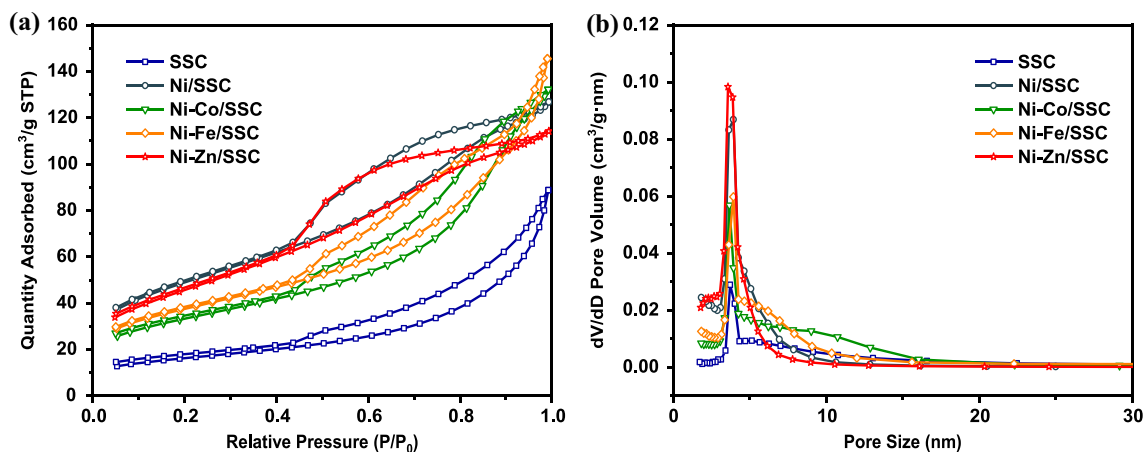 (a)
160
140
120
100
80
60
40
20
0
Quantity Adsorbed (cm³/g STP)
SSC
Ni/SSC
Ni-Co/SSC
Ni-Fe/SSC
Ni-Zn/SSC
0.0 0.2 0.4 0.6 0.8 1.0
Relative Pressure (P/P₀)
(b)
0.12
0.10
0.08
0.06
0.04
0.02
0.00
dV/dD Pore Volume (cm³/g·nm)
SSC
Ni/SSC
Ni-Co/SSC
Ni-Fe/SSC
Ni-Zn/SSC
0 10 20 30
Pore Size (nm)